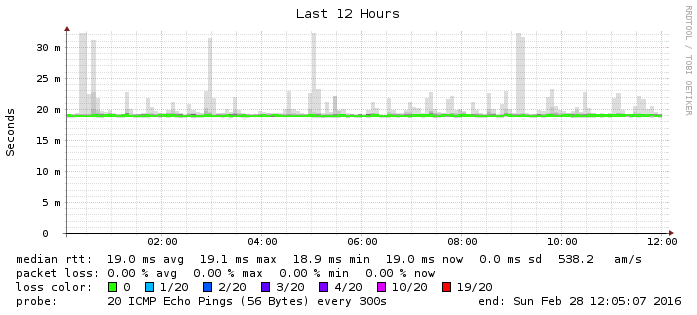 Last 12 Hours
RRDTOOL / TOBI OETIKER
Seconds
30 m
25 m
20 m
15 m
10 m
5 m
0
02:00 04:00 06:00 08:00 10:00 12:00
median rtt: 19.0 ms avg 19.1 ms max 18.9 ms min 19.0 ms now 0.0 ms sd 538.2 am/s
packet loss: 0.00 % avg 0.00 % max 0.00 % min 0.00 % now
loss color: 0 1/20 2/20 3/20 4/20 10/20 19/20
probe: 20 ICMP Echo Pings (56 Bytes) every 300s end: Sun Feb 28 12:05:07 2016